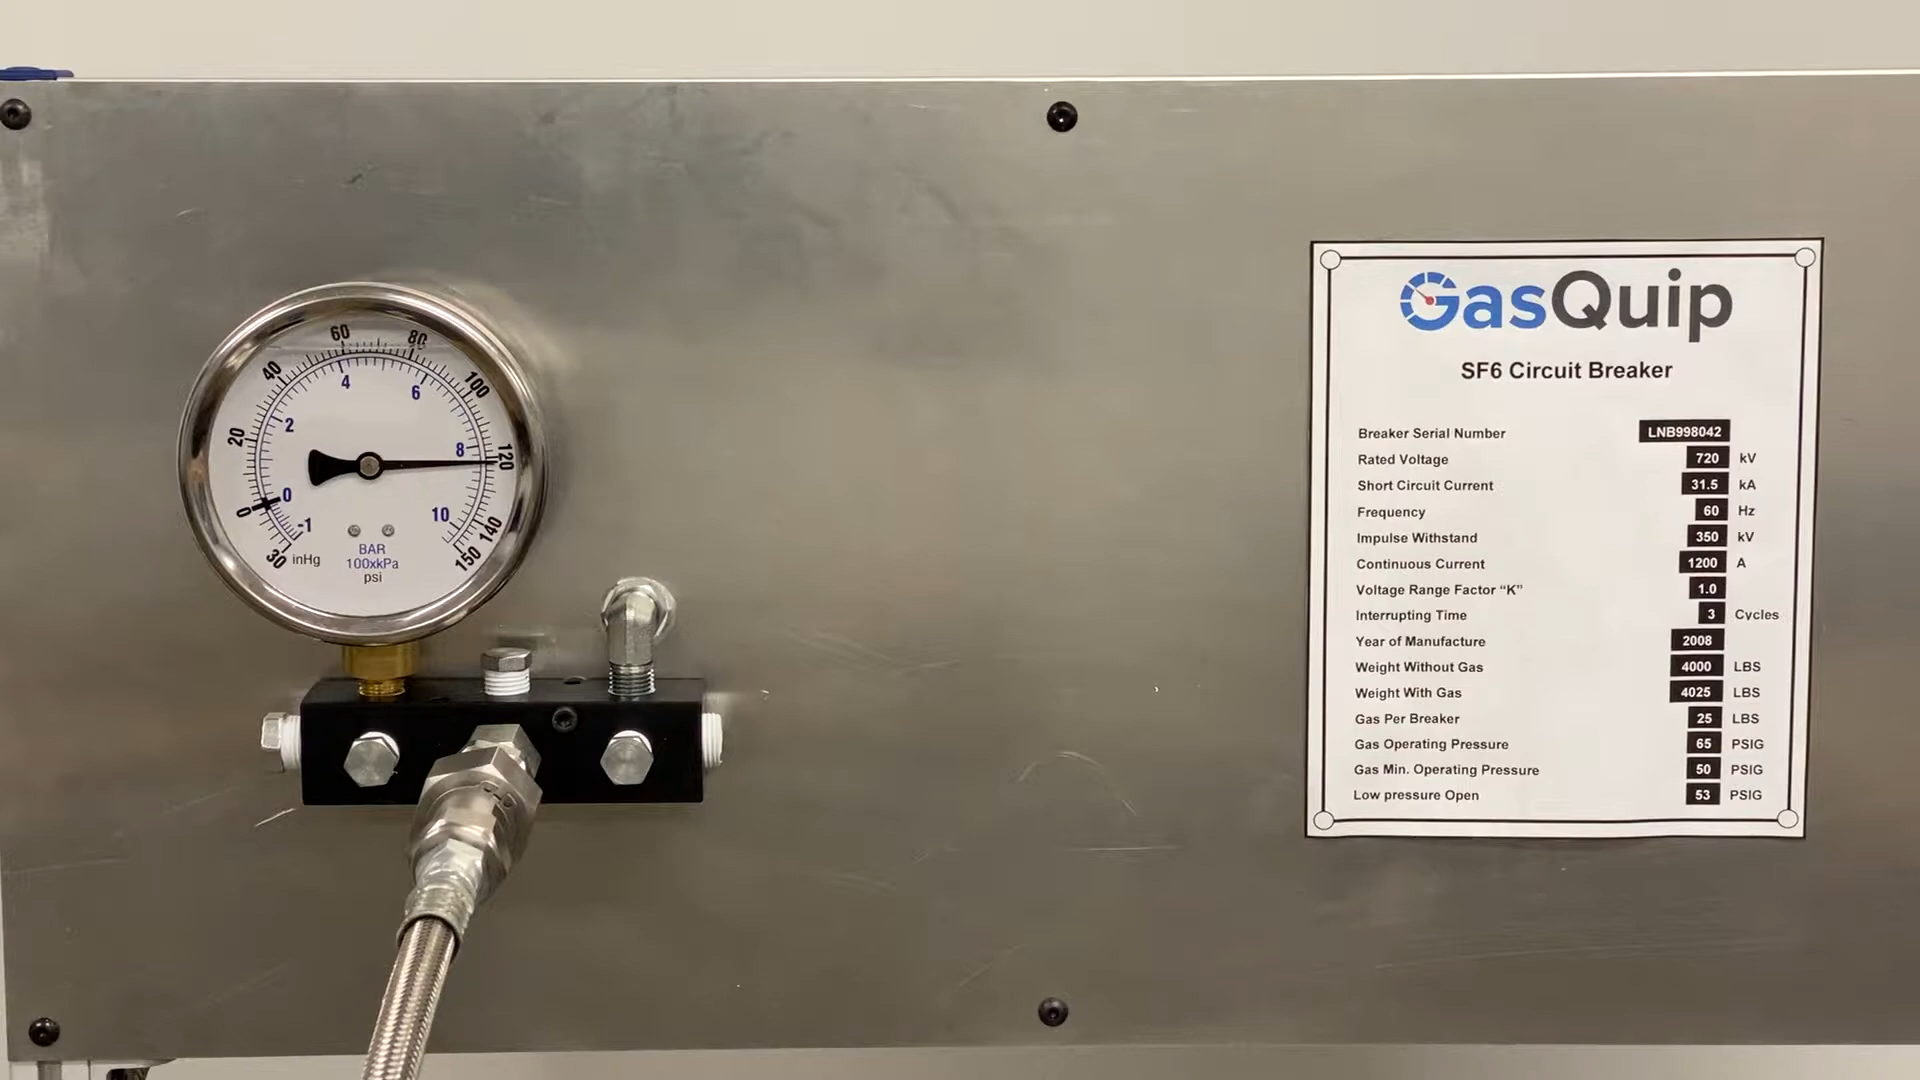 60
80
40
100
4
6
20
2
8
120
0
0
-1
10
140
30
inHg
BAR
150
100xkPa
psi
GasQuip
SF6 Circuit Breaker
Breaker Serial Number LNB998042
Rated Voltage 720 kV
Short Circuit Current 31.5 kA
Frequency 60 Hz
Impulse Withstand 350 kV
Continuous Current 1200 A
Voltage Range Factor “K” 1.0
Interrupting Time 3 Cycles
Year of Manufacture 2008
Weight Without Gas 4000 LBS
Weight With Gas 4025 LBS
Gas Per Breaker 25 LBS
Gas Operating Pressure 65 PSIG
Gas Min. Operating Pressure 50 PSIG
Low pressure Open 53 PSIG